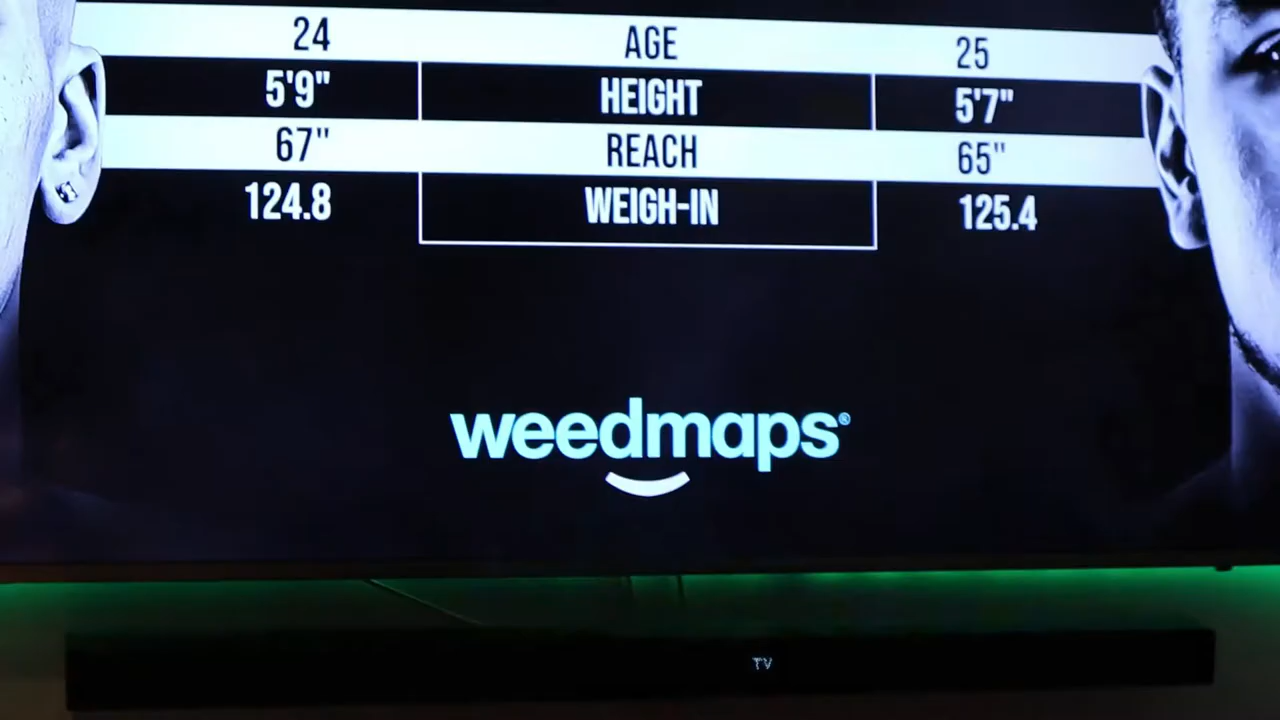 24 AGE 25
5'9" HEIGHT 5'7"
67" REACH 65"
124.8 WEIGH-IN 125.4
weedmaps®
TV